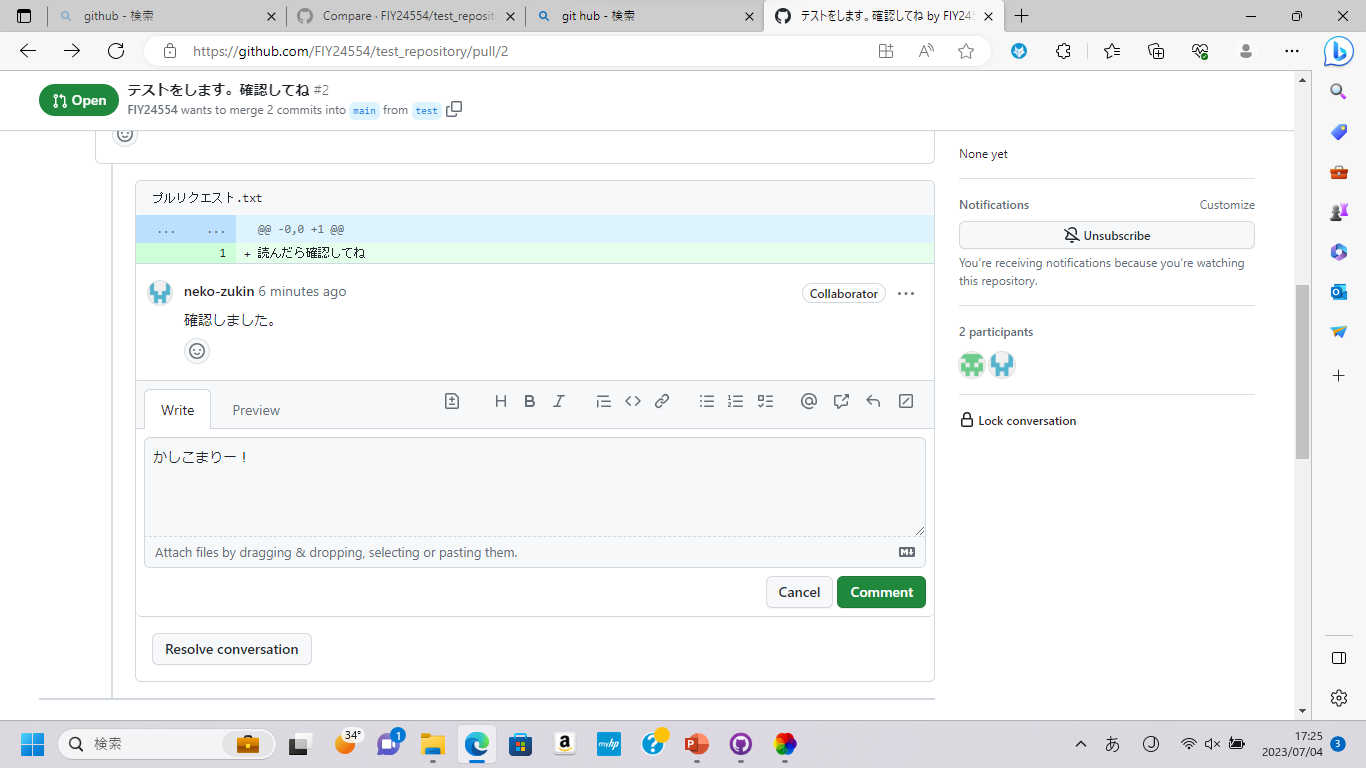 github - 検索
Compare · FIY24554/test_reposito
git hub - 検索
テストをします。確認してね by FIY245
https://github.com/FIY24554/test_repository/pull/2
Open
テストをします。確認してね #2
FIY24554 wants to merge 2 commits into main from test
None yet
プルリクエスト.txt
... ... @@ -0,0 +1 @@
1 + 読んだら確認してね
neko-zukin 6 minutes ago
Collaborator
確認しました。
Write
Preview
かしこまりー！
Attach files by dragging & dropping, selecting or pasting them.
Cancel
Comment
Resolve conversation
Notifications
Customize
Unsubscribe
You're receiving notifications because you're watching
this repository.
2 participants
Lock conversation
検索
34°
1
あ
17:25
2023/07/04
3